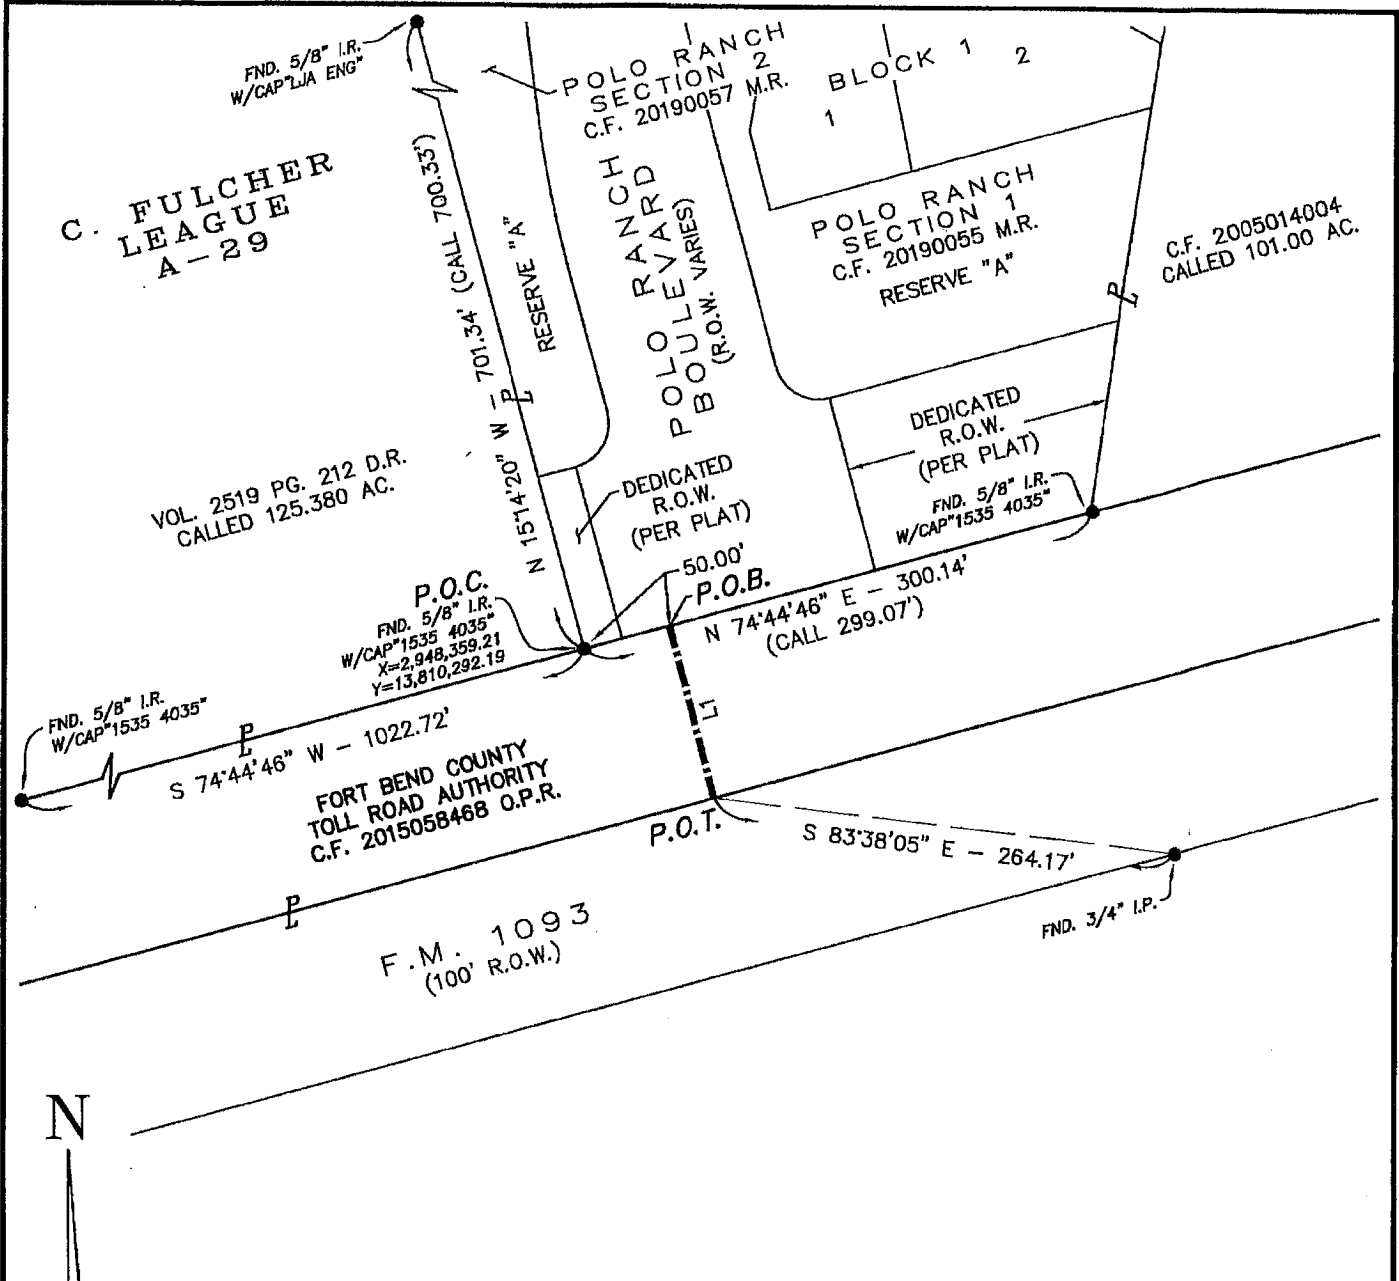 FND. 5/8" I.R.
W/CAP"LJA ENG"
POLO RANCH
SECTION 2
C.F. 20190057 M.R.
BLOCK 1
1
2
C. FULCHER
LEAGUE
A-29
N 15°14'20" W - 701.34' (CALL 700.33')
RESERVE "A"
POLO RANCH
BOULEVARD
(R.O.W. VARIES)
POLO RANCH
SECTION 1
C.F. 20190055 M.R.
RESERVE "A"
C.F. 2005014004
CALLED 101.00 AC.
VOL. 2519 PG. 212 D.R.
CALLED 125.380 AC.
DEDICATED
R.O.W.
(PER PLAT)
DEDICATED
R.O.W.
(PER PLAT)
FND. 5/8" I.R.
W/CAP"1535 4035"
50.00'
P.O.B.
P.O.C.
FND. 5/8" I.R.
W/CAP"1535 4035"
X=2,948,359.21
Y=13,810,292.19
N 74°44'46" E - 300.14'
(CALL 299.07')
FND. 5/8" I.R.
W/CAP"1535 4035"
S 74°44'46" W - 1022.72'
L1
FORT BEND COUNTY
TOLL ROAD AUTHORITY
C.F. 2015058468 O.P.R.
P.O.T.
S 83°38'05" E - 264.17'
FND. 3/4" I.P.
F.M. 1093
(100' R.O.W.)
N